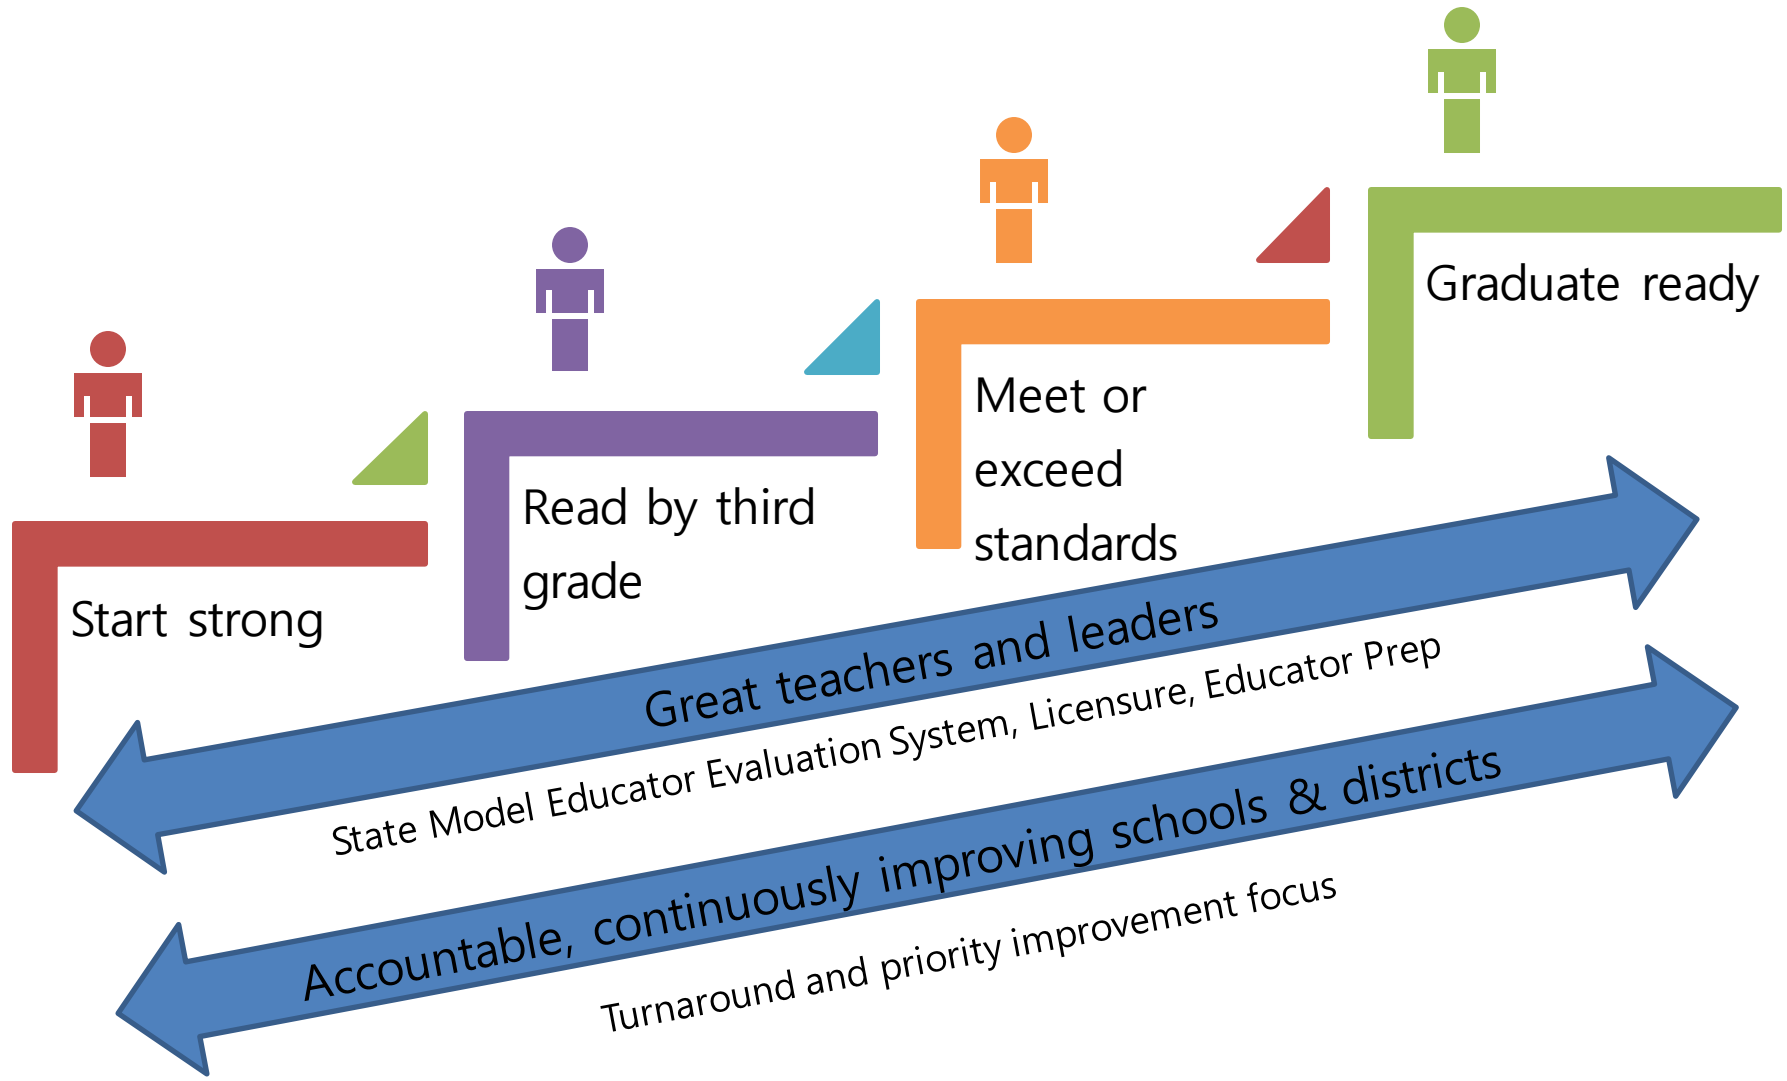 Start strong
Read by third
grade
Meet or
exceed
standards
Graduate ready
Great teachers and leaders
State Model Educator Evaluation System, Licensure, Educator Prep
Accountable, continuously improving schools & districts
Turnaround and priority improvement focus